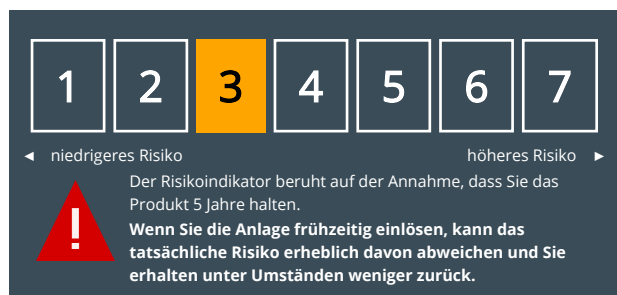 1 2 3 4 5 6 7
◄ niedrigeres Risiko höheres Risiko ►
Der Risikoindikator beruht auf der Annahme, dass Sie das
Produkt 5 Jahre halten.
Wenn Sie die Anlage frühzeitig einlösen, kann das
tatsächliche Risiko erheblich davon abweichen und Sie
erhalten unter Umständen weniger zurück.
!